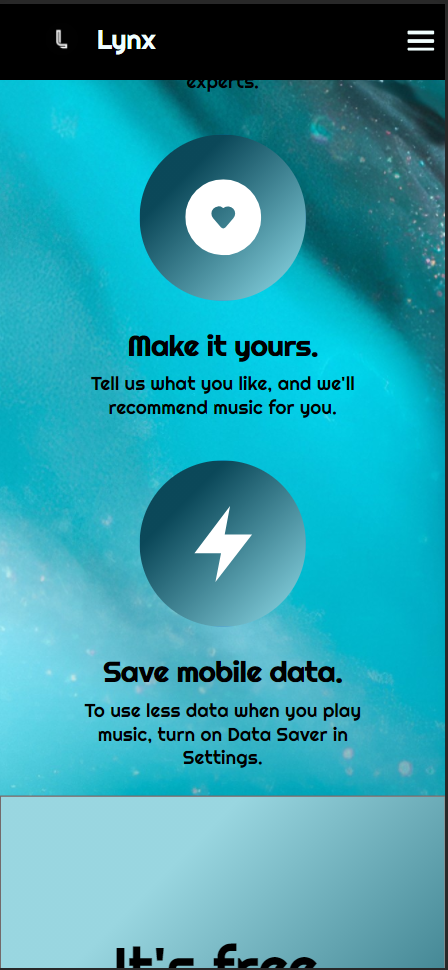 L Lynx
experts.
Make it yours.
Tell us what you like, and we'll
recommend music for you.
Save mobile data.
To use less data when you play
music, turn on Data Saver in
Settings.
It's free